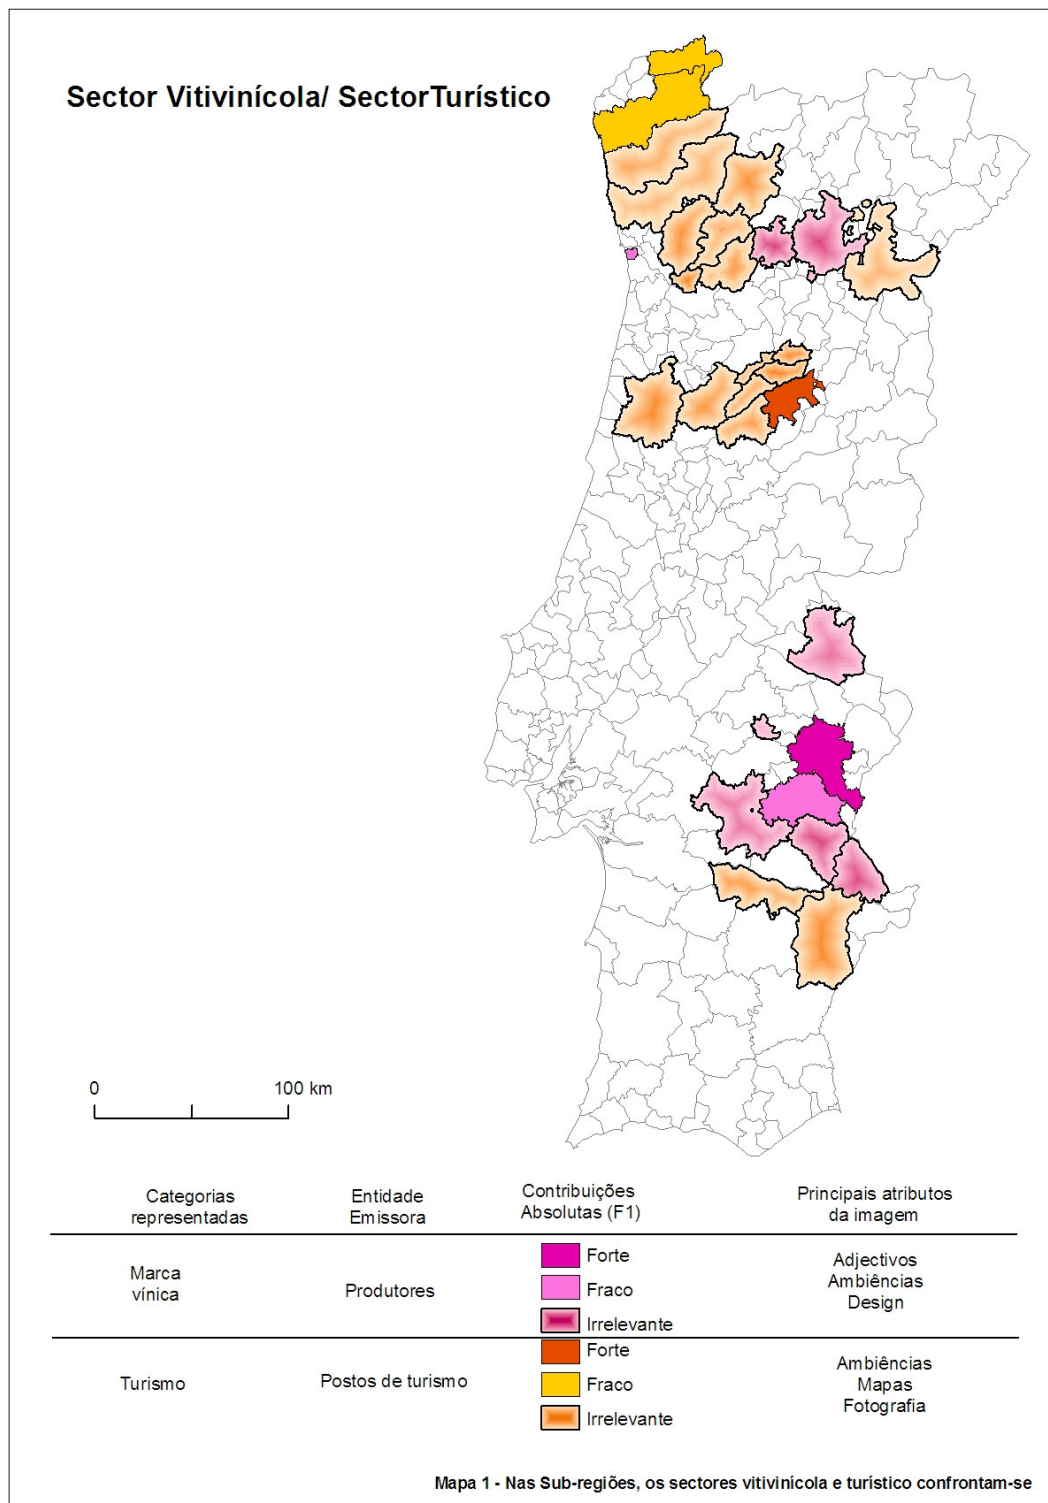 Sector Vitivinícola/ SectorTurístico
0 100 km
Categorias representadas
Entidade Emissora
Contribuições Absolutas (F1)
Principais atributos da imagem
Marca vínica
Produtores
Forte
Fraco
Irrelevante
Adjectivos
Ambiências
Design
Turismo
Postos de turismo
Forte
Fraco
Irrelevante
Ambiências
Mapas
Fotografia
Mapa 1 - Nas Sub-regiões, os sectores vitivinícola e turístico confrontam-se